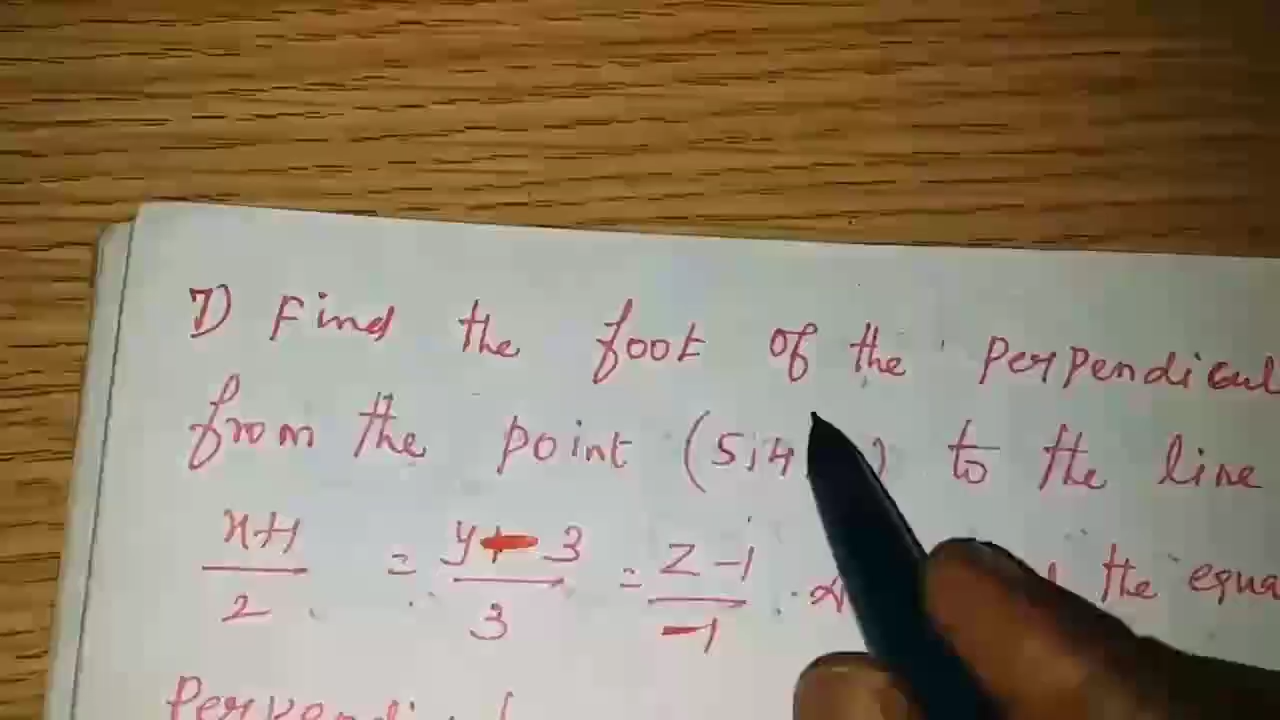 7) Find the foot of the perpendicul
from the point (5,4 ) to the line
x+1/2 = y-3/3 = z-1/-1 . the equa